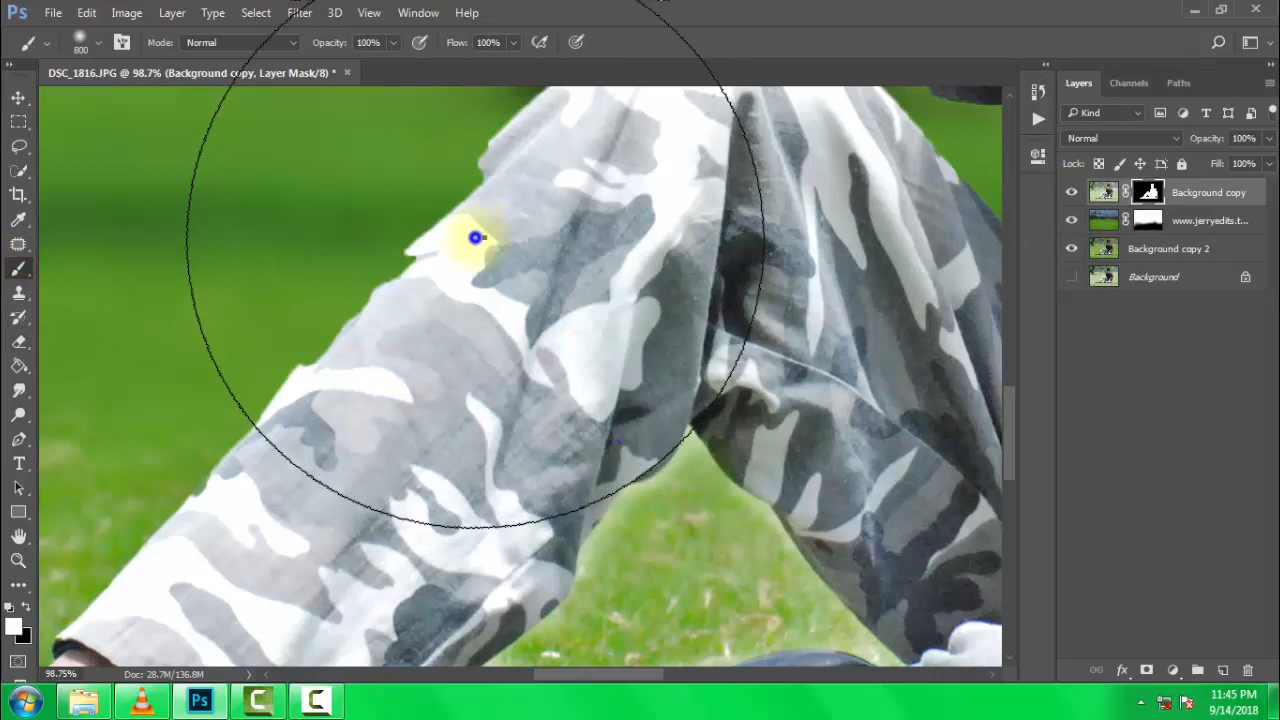 Ps File Edit Image Layer Type Select Filter 3D View Window Help
800 Mode: Normal Opacity: 100% Flow: 100%
DSC_1816.JPG @ 98.7% (Background copy, Layer Mask/8) * ×
Layers Channels Paths
Kind
Normal Opacity: 100%
Lock: Fill: 100%
Background copy
www.jerryedits.t...
Background copy 2
Background
98.75% Doc: 28.7M/136.8M
Ps
11:45 PM
9/14/2018